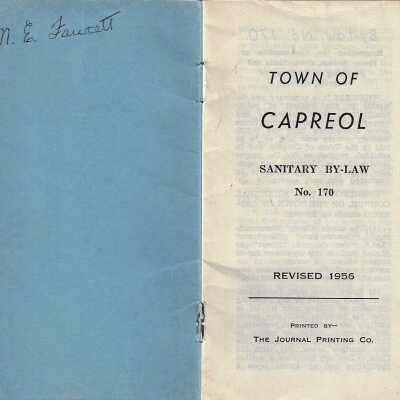 N. E. Fawcett
TOWN OF
CAPREOL
SANITARY BY-LAW
No. 170
REVISED 1956
PRINTED BY—
THE JOURNAL PRINTING CO.